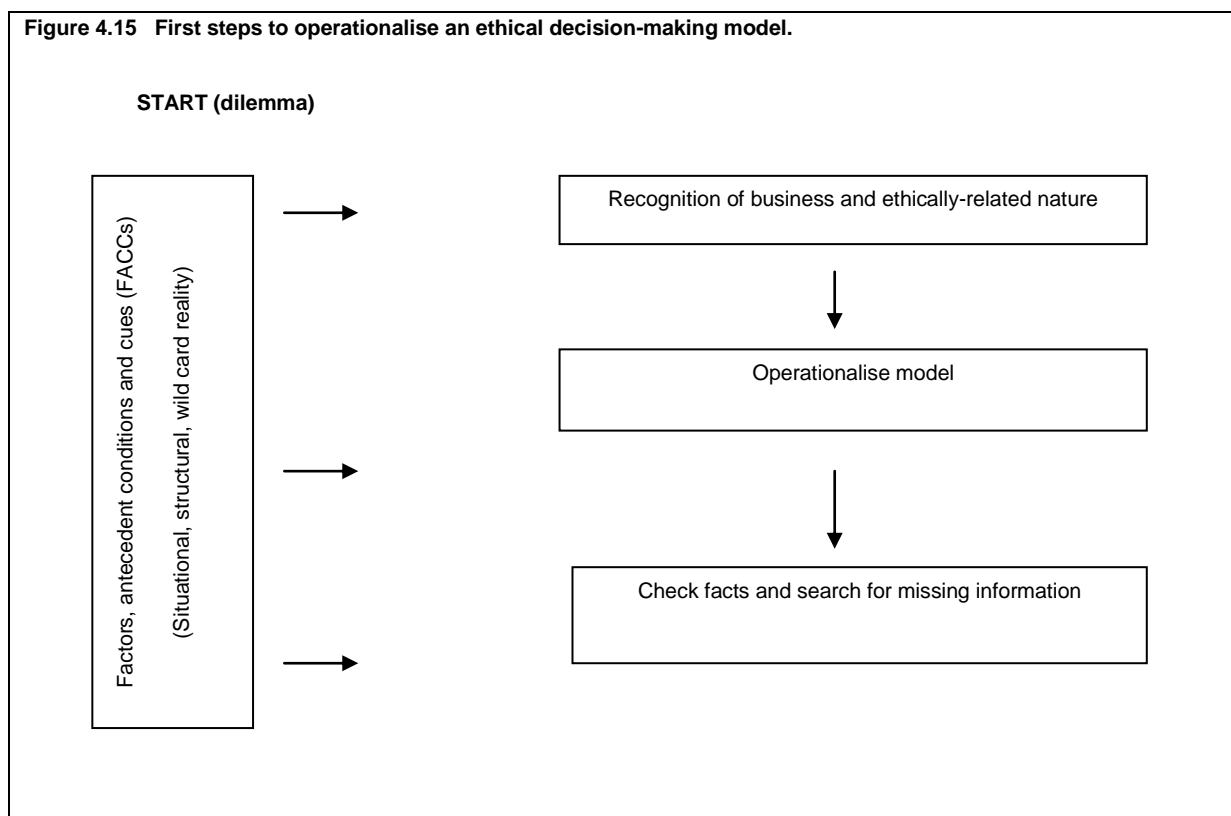 Figure 4.15 First steps to operationalise an ethical decision-making model.
START (dilemma)
Factors, antecedent conditions and cues (FACCs)
(Situational, structural, wild card reality)
Recognition of business and ethically-related nature
Operationalise model
Check facts and search for missing information